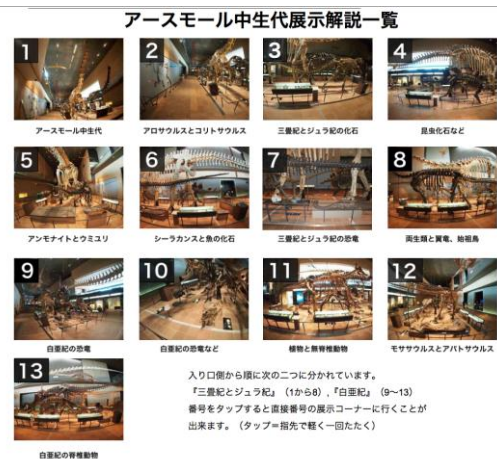 アースモール中生代展示解説一覧
1
2
3
4
アースモール中生代
アロサウルスとコリトサウルス
三畳紀とジュラ紀の化石
昆虫化石など
5
6
7
8
アンモナイトとウミユリ
シーラカンスと魚の化石
三畳紀とジュラ紀の恐竜
両生類と翼竜、始祖鳥
9
10
11
12
白亜紀の恐竜
白亜紀の恐竜など
植物と無脊椎動物
モササウルスとアパトサウルス
13
白亜紀の脊椎動物
入り口側から順に次の二つに分かれています。
『三畳紀とジュラ紀』（1から8）,『白亜紀』（9〜13）
番号をタップすると直接番号の展示コーナーに行くことが
出来ます。（タップ＝指先で軽く一回たたく）